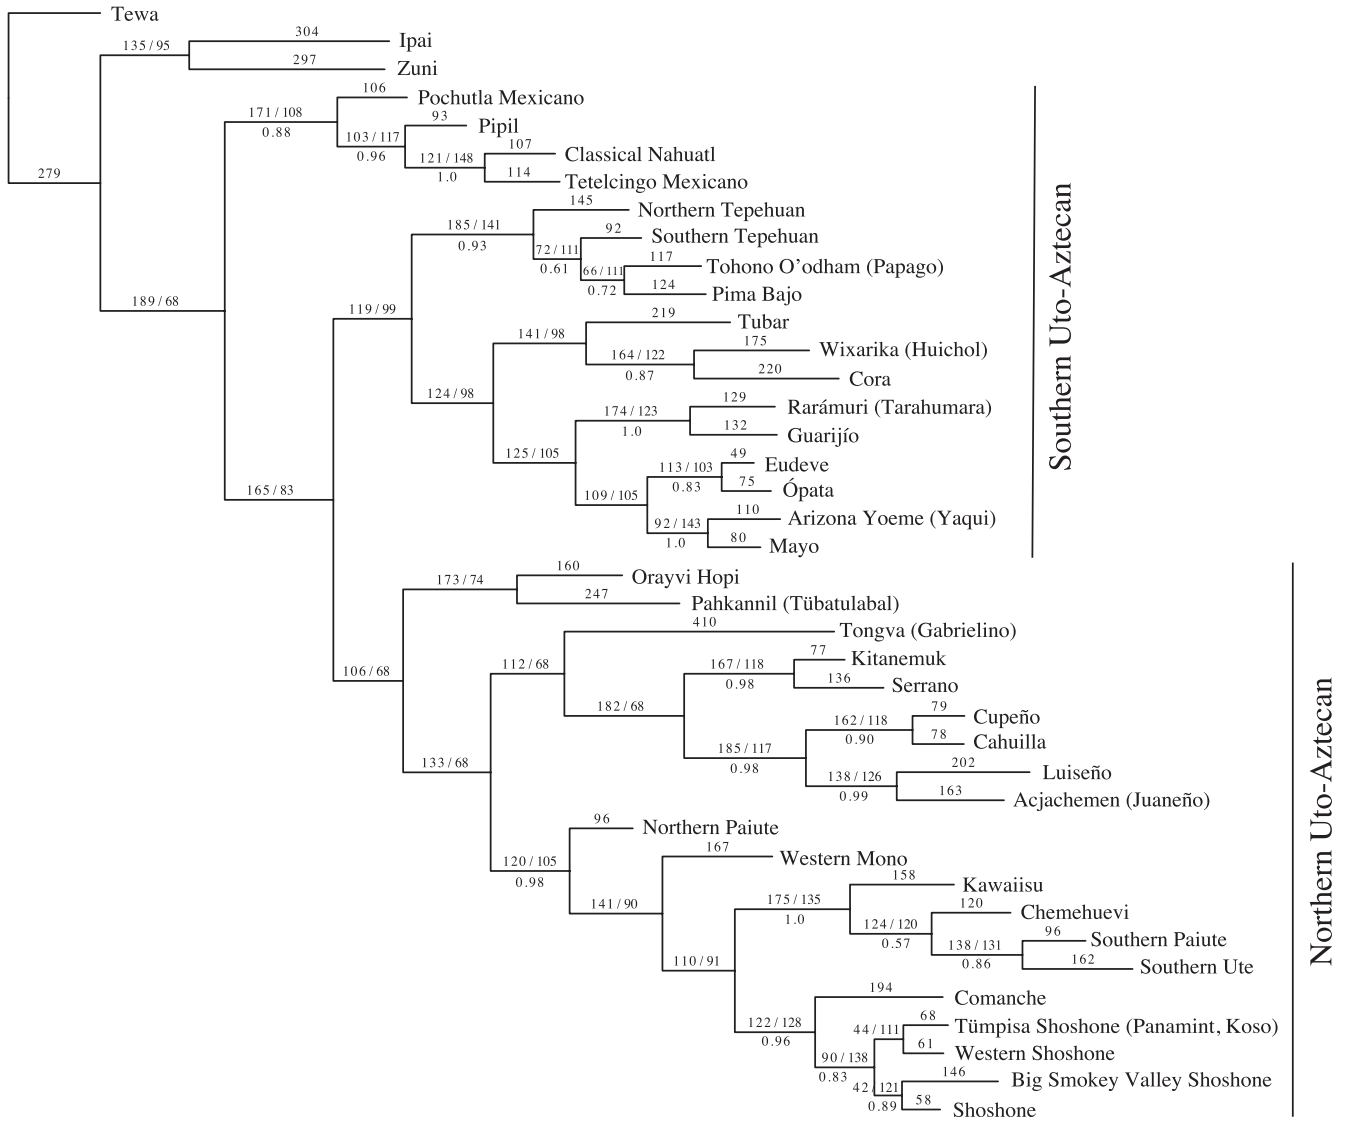 Tewa
304
135 / 95
Ipai
297
Zuni
106
Pochutla Mexicano
171 / 108
0.88
93
Pipil
103 / 117
0.96
107
Classical Nahuatl
121 / 148
1.0
114
Tetelcingo Mexicano
279
145
Northern Tepehuan
185 / 141
0.93
92
Southern Tepehuan
72 / 111
0.61
117
Tohono O’odham (Papago)
66 / 111
0.72
124
Pima Bajo
189 / 68
119 / 99
219
Tubar
141 / 98
175
Wixarika (Huichol)
164 / 122
0.87
220
Cora
124 / 98
129
Rarámuri (Tarahumara)
174 / 123
1.0
132
Guarijío
125 / 105
49
Eudeve
113 / 103
0.83
75
Ópata
109 / 105
110
Arizona Yoeme (Yaqui)
92 / 143
1.0
80
Mayo
Southern Uto-Aztecan
165 / 83
160
Orayvi Hopi
173 / 74
247
Pahkannil (Tübatulabal)
410
Tongva (Gabrielino)
106 / 68
112 / 68
77
Kitanemuk
167 / 118
0.98
136
Serrano
182 / 68
79
Cupeño
162 / 118
0.90
78
Cahuilla
185 / 117
0.98
202
Luiseño
138 / 126
0.99
163
Acjachemen (Juaneño)
133 / 68
96
Northern Paiute
120 / 105
0.98
167
Western Mono
141 / 90
158
Kawaiisu
175 / 135
1.0
120
Chemehuevi
124 / 120
0.57
96
Southern Paiute
138 / 131
0.86
162
Southern Ute
110 / 91
194
Comanche
122 / 128
0.96
68
Tümpisa Shoshone (Panamint, Koso)
44 / 111
61
Western Shoshone
90 / 138
0.83
146
Big Smokey Valley Shoshone
42 / 121
0.89
58
Shoshone
Northern Uto-Aztecan